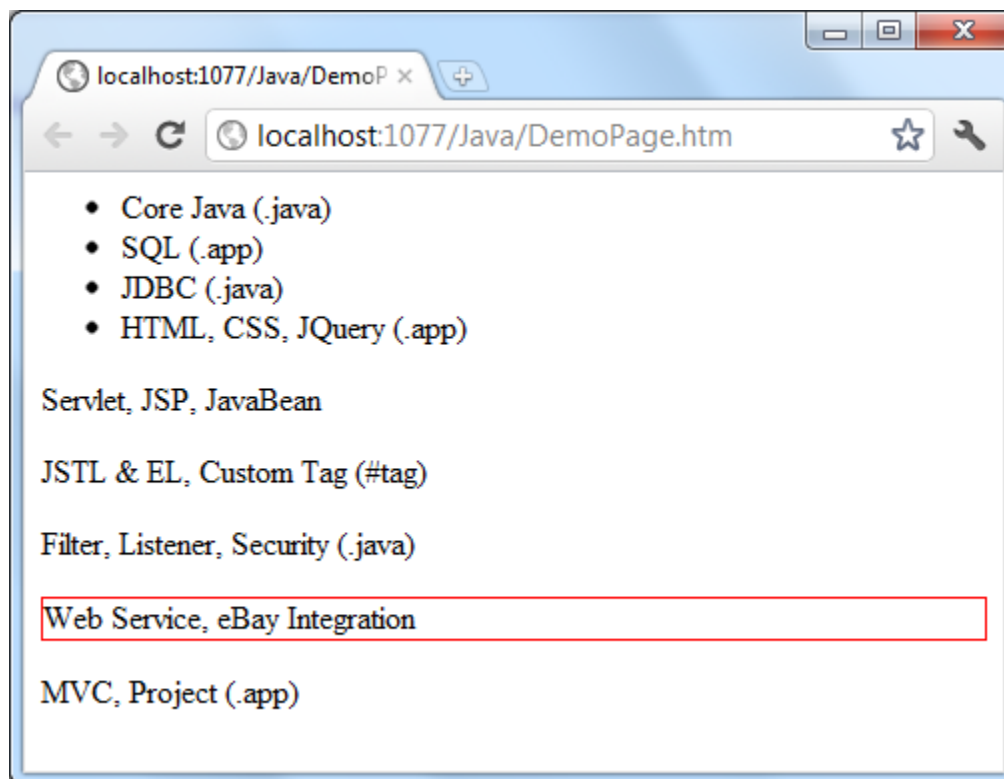 localhost:1077/Java/DemoP
localhost:1077/Java/DemoPage.htm
Core Java (.java)
SQL (.app)
JDBC (.java)
HTML, CSS, JQuery (.app)
Servlet, JSP, JavaBean
JSTL & EL, Custom Tag (#tag)
Filter, Listener, Security (.java)
Web Service, eBay Integration
MVC, Project (.app)